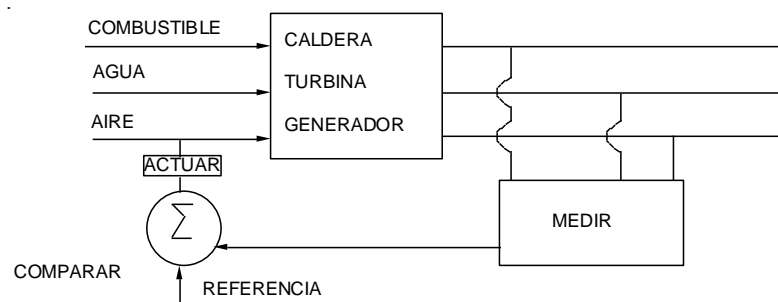 COMBUSTIBLE
CALDERA
AGUA
TURBINA
AIRE
GENERADOR
ACTUAR
Σ
MEDIR
COMPARAR
REFERENCIA